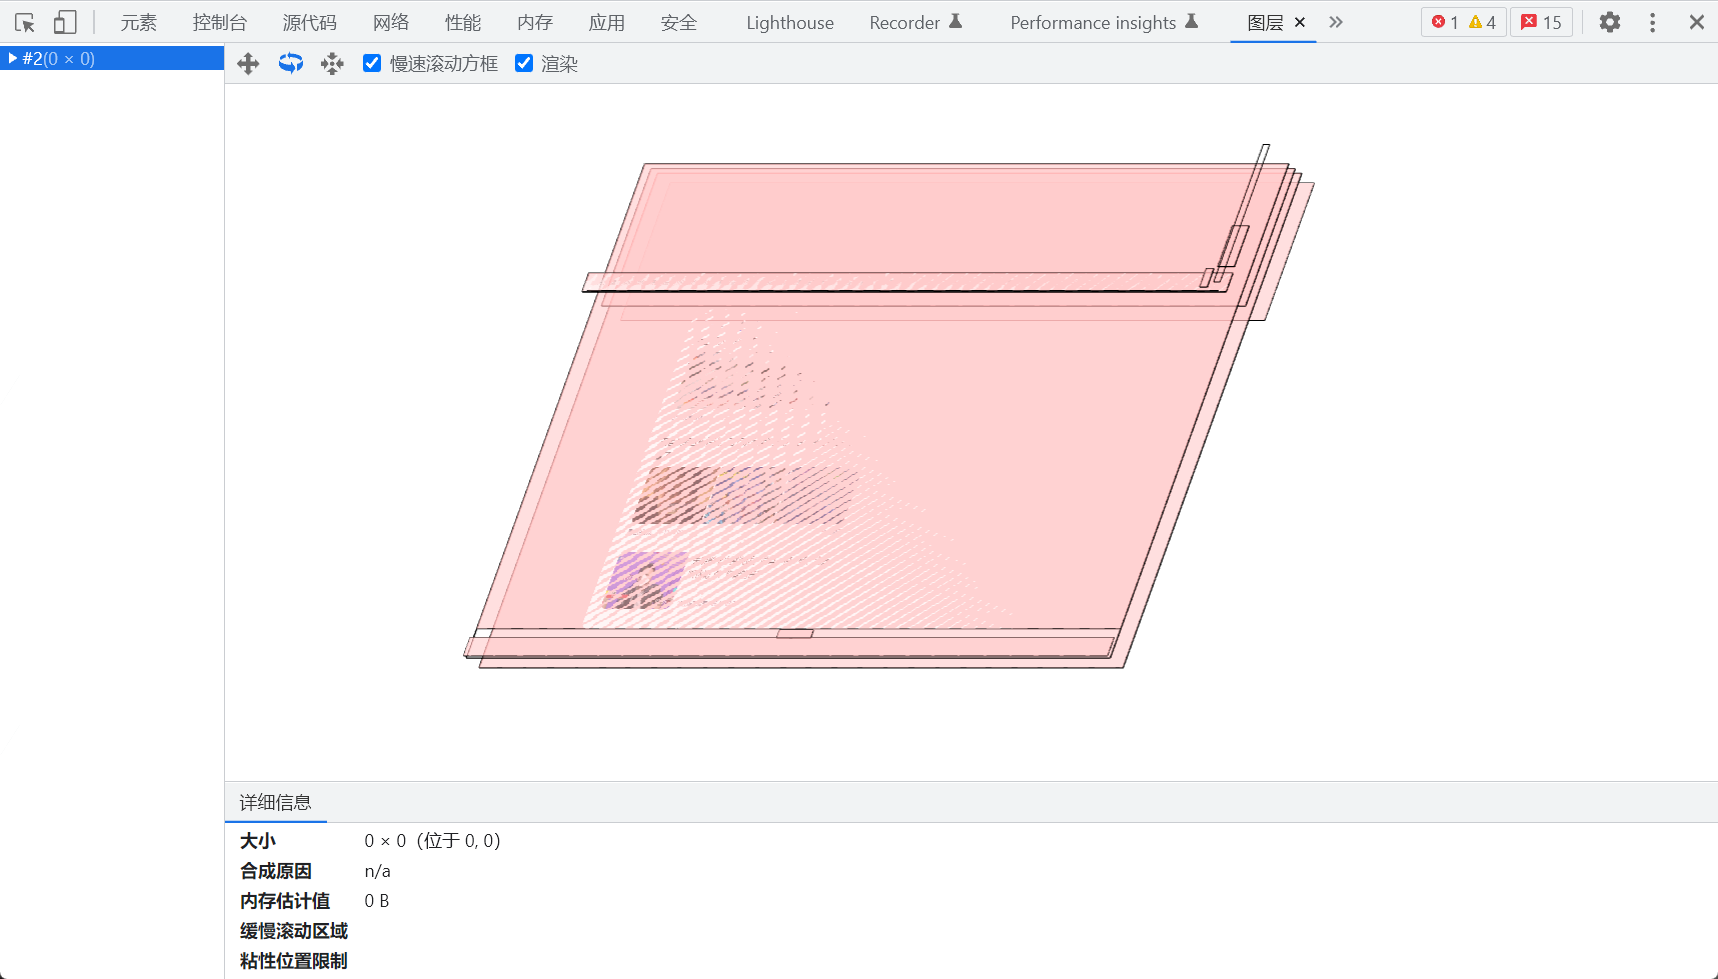 元素 控制台 源代码 网络 性能 内存 应用 安全 Lighthouse Recorder Performance insights 图层 1 4 15
#2(0 × 0)
慢速滚动方框 渲染
详细信息
大小 0 × 0（位于 0, 0）
合成原因 n/a
内存估计值 0 B
缓慢滚动区域
粘性位置限制